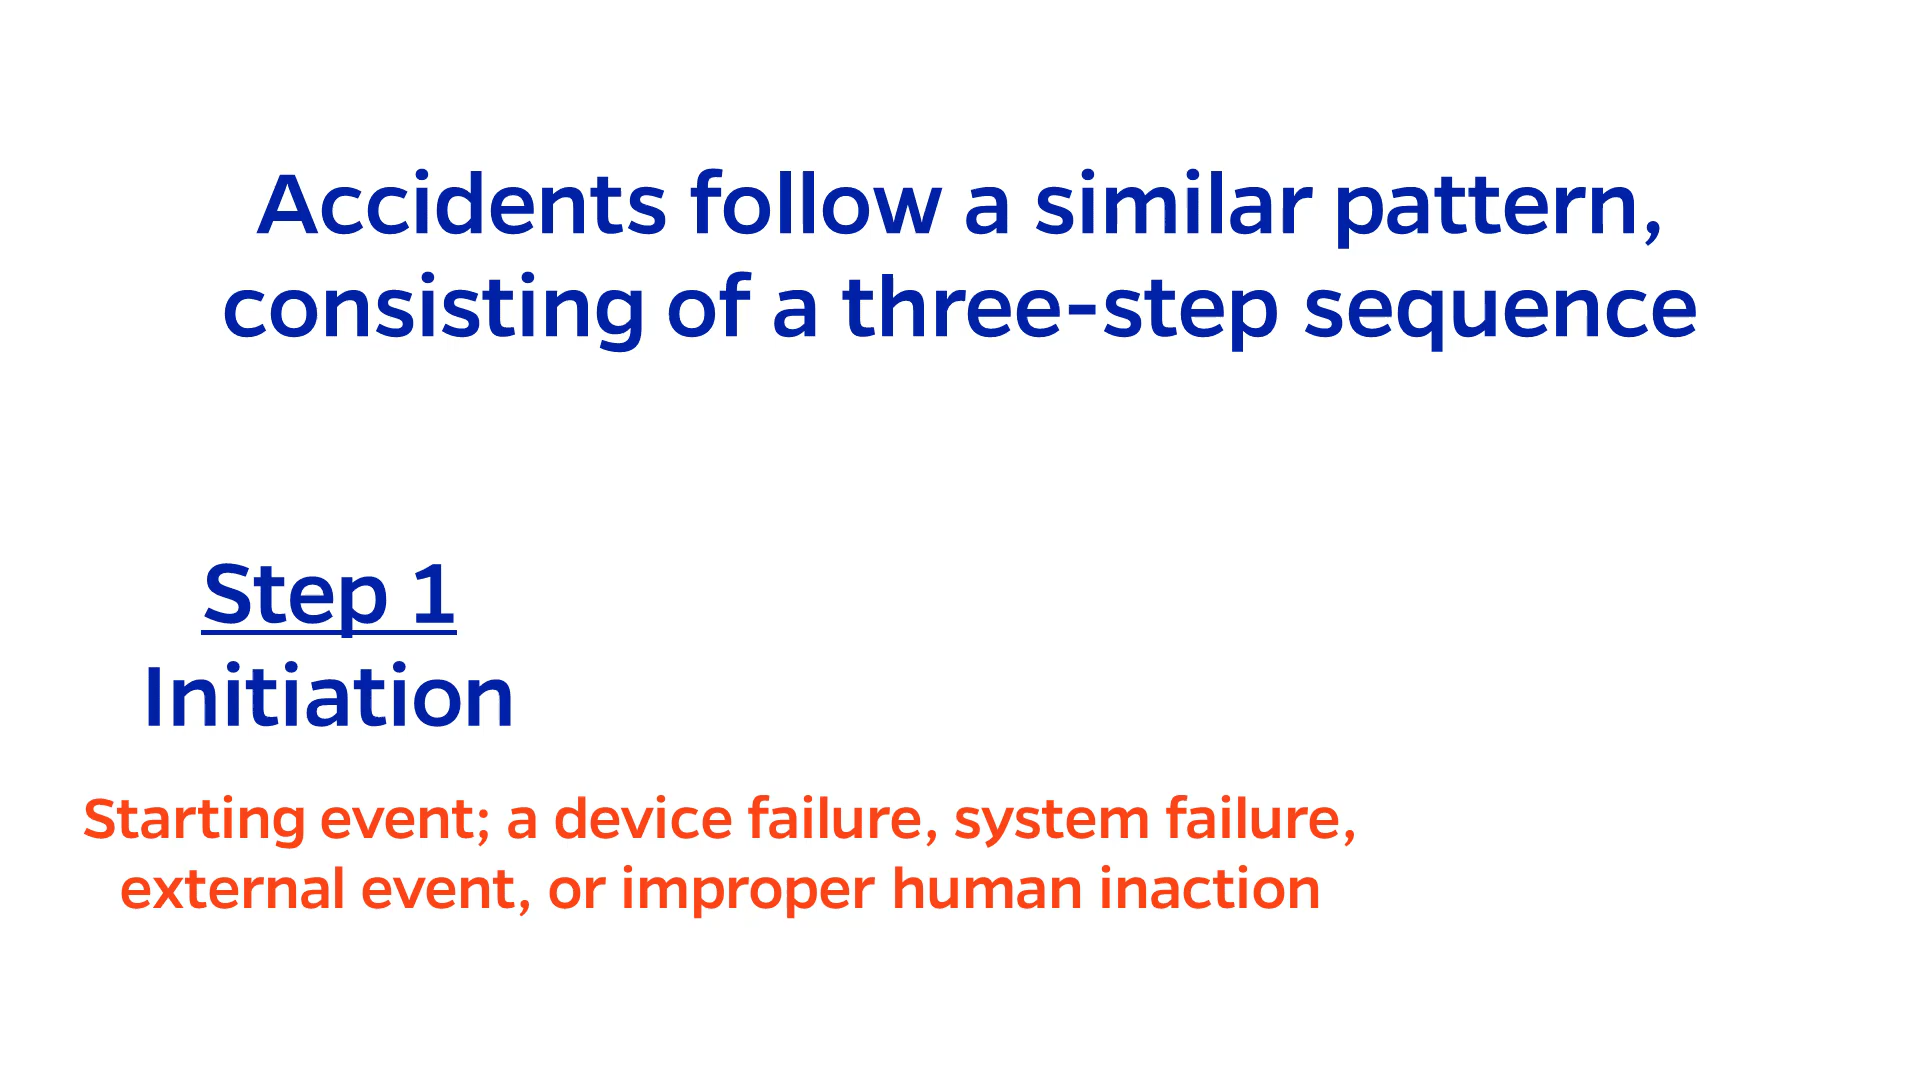 Accidents follow a similar pattern,
consisting of a three-step sequence
Step 1
Initiation
Starting event; a device failure, system failure,
external event, or improper human inaction